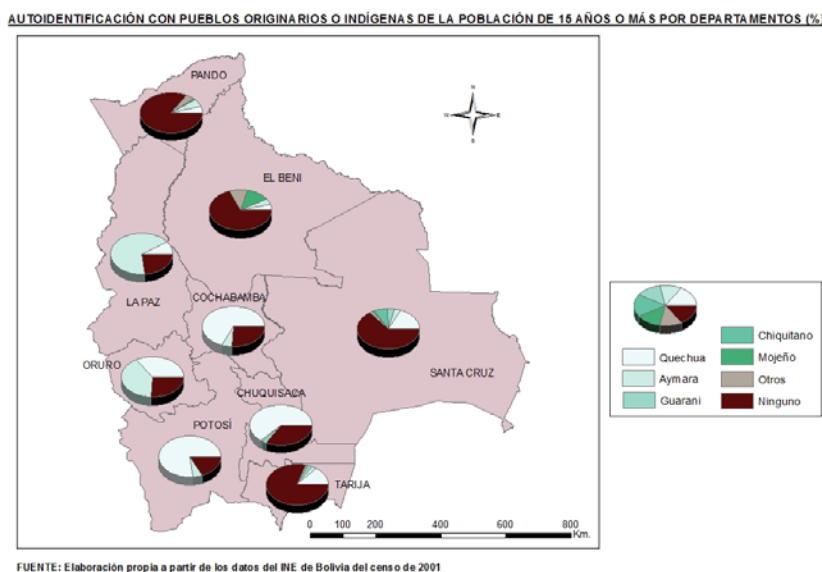 AUTOIDENTIFICACIÓN CON PUEBLOS ORIGINARIOS O INDÍGENAS DE LA POBLACIÓN DE 15 AÑOS O MÁS POR DEPARTAMENTOS (%)
PANDO
N
W E
S
EL BENI
LA PAZ
COCHABAMBA
ORURO
SANTA CRUZ
CHUQUISACA
POTOSÍ
TARIJA
Quechua
Aymara
Guarani
Chiquitano
Mojeño
Otros
Ninguno
0 100 200 400 600 800
Km.
FUENTE: Elaboración propia a partir de los datos del INE de Bolivia del censo de 2001